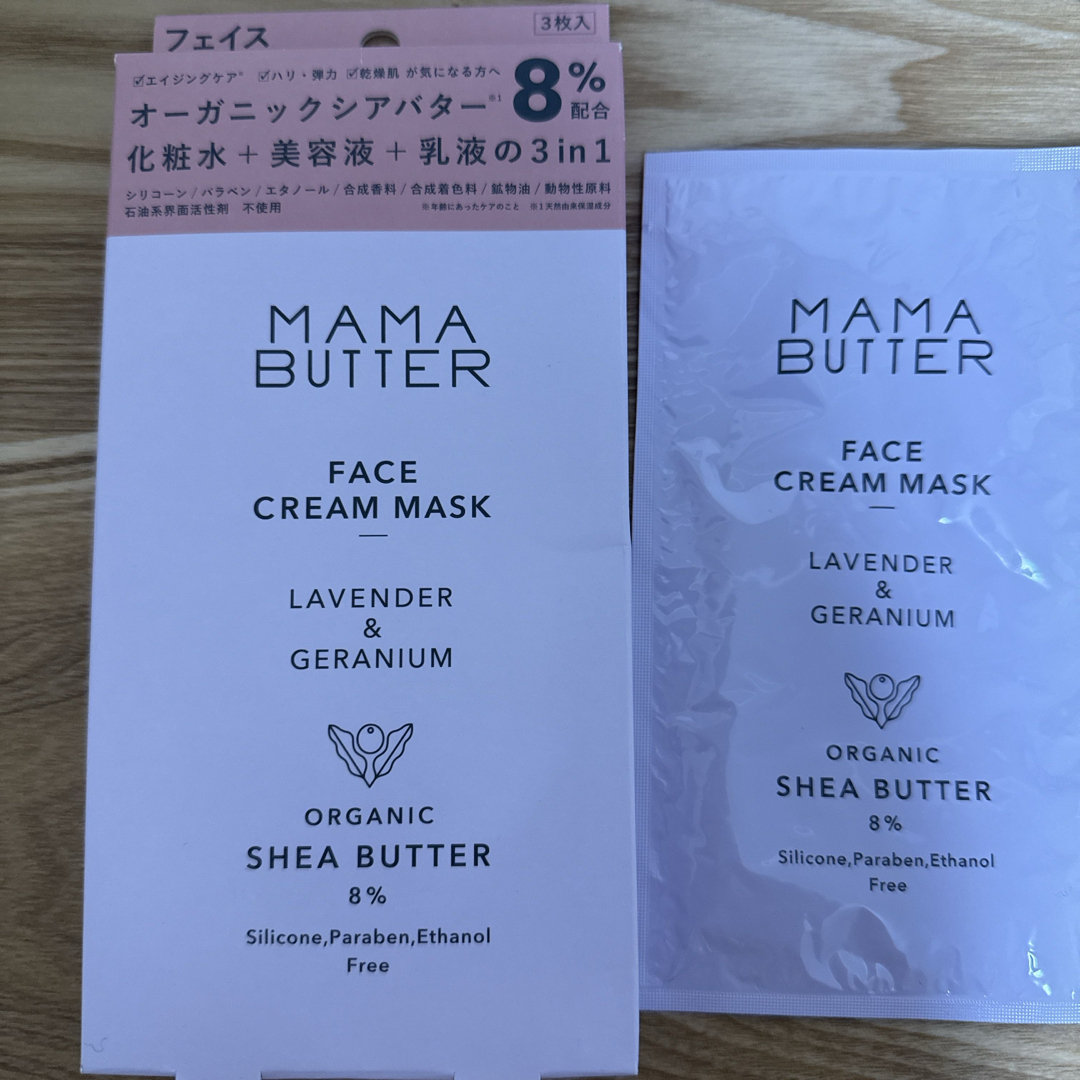 フェイス
3枚入
☑エイジングケア※ ☑ハリ・弾力 ☑乾燥肌 が気になる方へ
オーガニックシアバター※1 8%配合
化粧水+美容液+乳液の3in1
シリコーン/パラベン/エタノール/合成香料/合成着色料/鉱物油/動物性原料
石油系界面活性剤 不使用
※年齢にあったケアのこと ※1天然由来保湿成分
MAMA
BUTTER
FACE
CREAM MASK
LAVENDER
&
GERANIUM
ORGANIC
SHEA BUTTER
8%
Silicone,Paraben,Ethanol
Free
MAMA
BUTTER
FACE
CREAM MASK
LAVENDER
&
GERANIUM
ORGANIC
SHEA BUTTER
8%
Silicone,Paraben,Ethanol
Free